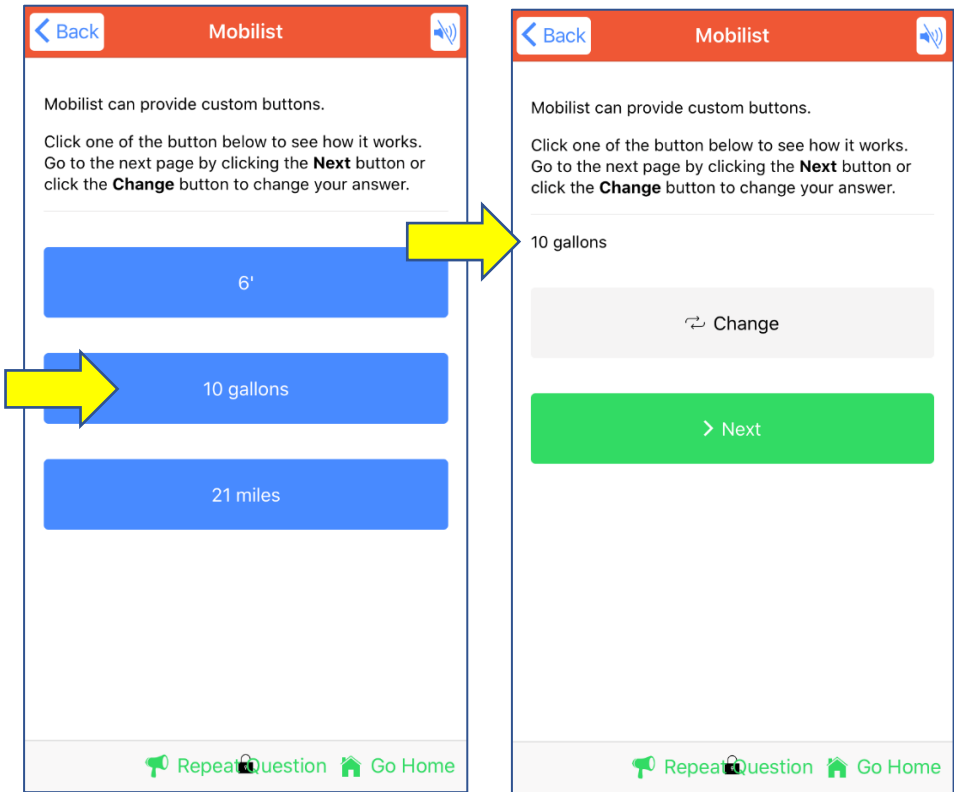 Back
Mobilist
Mobilist can provide custom buttons.
Click one of the button below to see how it works.
Go to the next page by clicking the Next button or
click the Change button to change your answer.
6'
10 gallons
21 miles
Repeat Question
Go Home
Back
Mobilist
Mobilist can provide custom buttons.
Click one of the button below to see how it works.
Go to the next page by clicking the Next button or
click the Change button to change your answer.
10 gallons
Change
Next
Repeat Question
Go Home